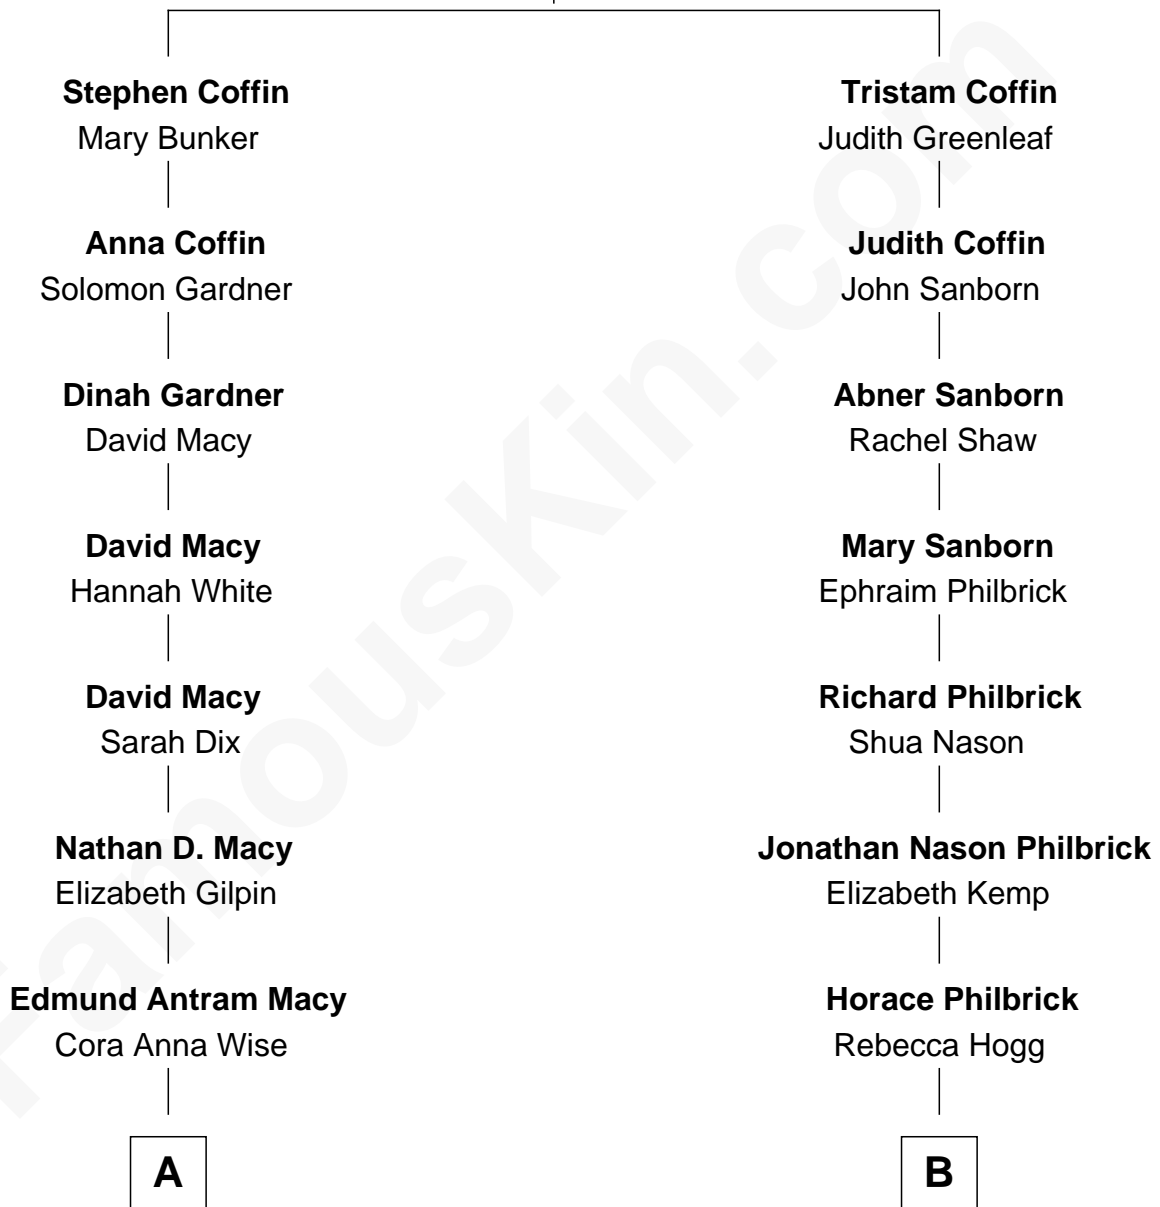 Stephen Coffin
Mary Bunker
Anna Coffin
Solomon Gardner
Dinah Gardner
David Macy
David Macy
Hannah White
David Macy
Sarah Dix
Nathan D. Macy
Elizabeth Gilpin
Edmund Antram Macy
Cora Anna Wise
A
Tristam Coffin
Judith Greenleaf
Judith Coffin
John Sanborn
Abner Sanborn
Rachel Shaw
Mary Sanborn
Ephraim Philbrick
Richard Philbrick
Shua Nason
Jonathan Nason Philbrick
Elizabeth Kemp
Horace Philbrick
Rebecca Hogg
B
FamousKin.com